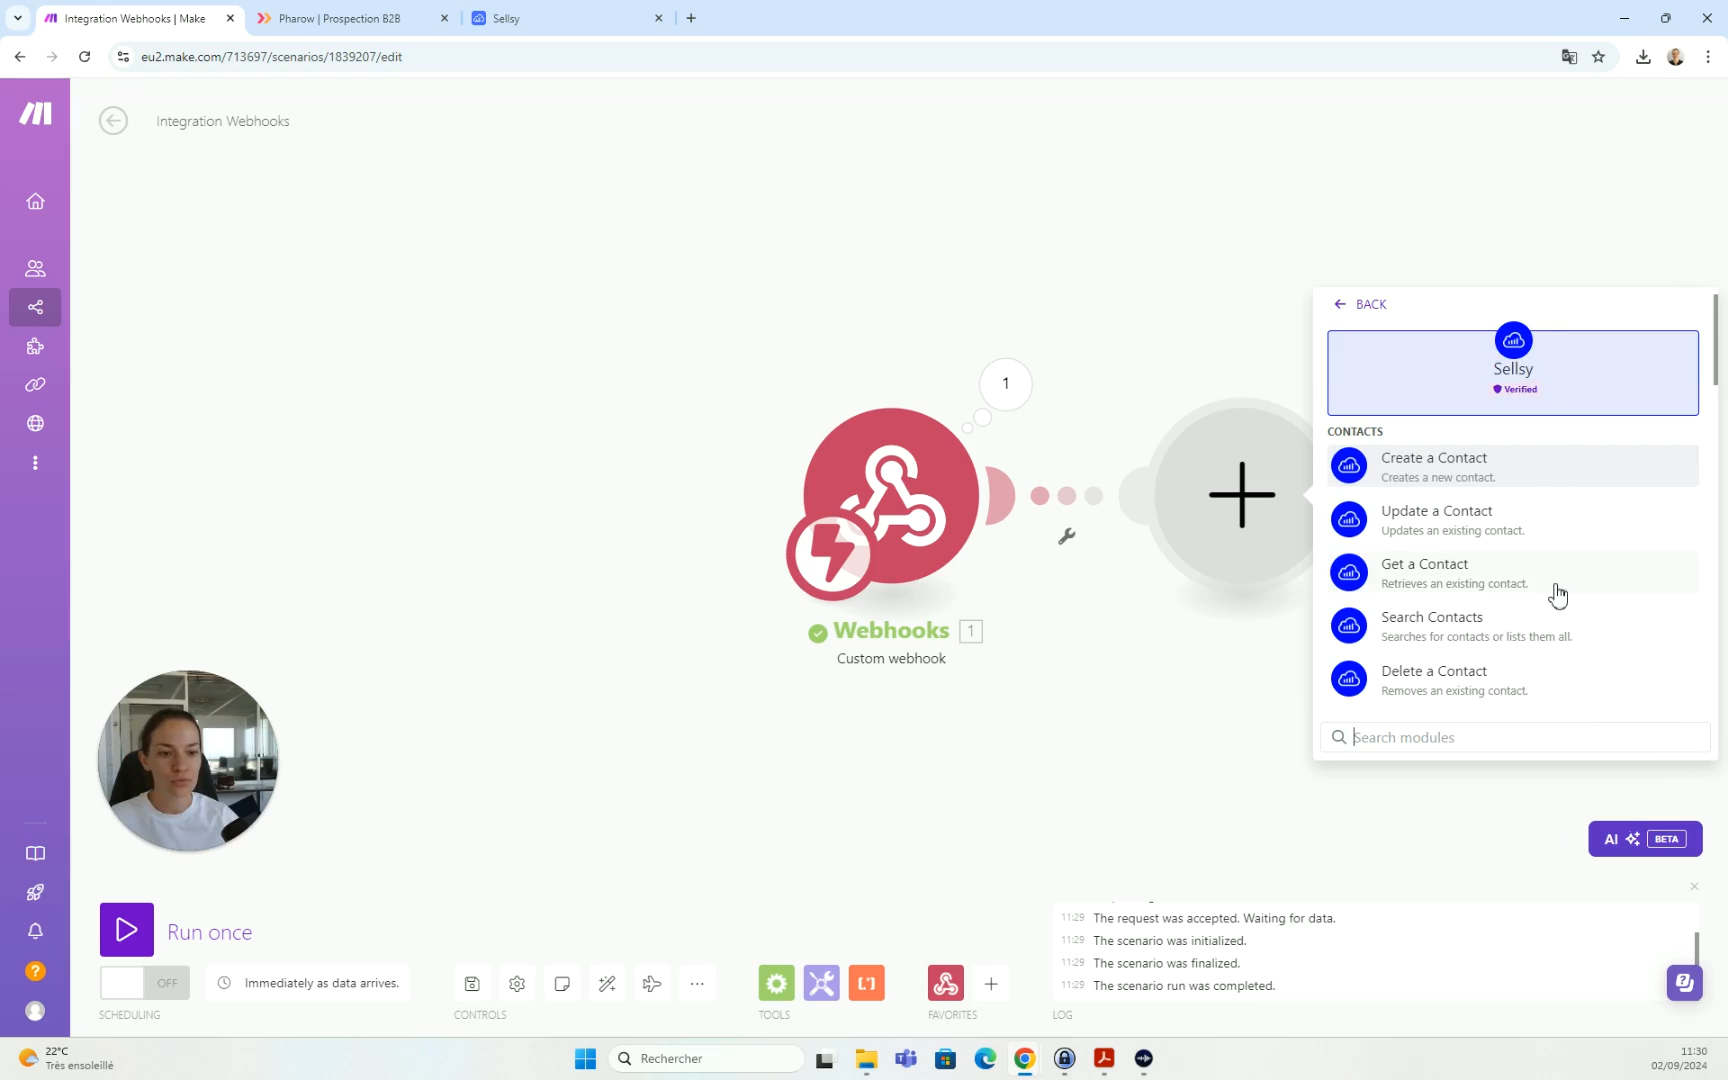 Integration Webhooks | Make
Pharow | Prospection B2B
Sellsy
eu2.make.com/713697/scenarios/1839207/edit
Integration Webhooks
BACK
Sellsy
Verified
CONTACTS
Create a Contact
Creates a new contact.
Update a Contact
Updates an existing contact.
Get a Contact
Retrieves an existing contact.
Search Contacts
Searches for contacts or lists them all.
Delete a Contact
Removes an existing contact.
Search modules
1
Webhooks 1
Custom webhook
AI BETA
Run once
OFF
Immediately as data arrives.
SCHEDULING
CONTROLS
TOOLS
FAVORITES
11:29 The request was accepted. Waiting for data.
11:29 The scenario was initialized.
11:29 The scenario was finalized.
11:29 The scenario run was completed.
LOG
22°C
Très ensoleillé
Rechercher
11:30
02/09/2024